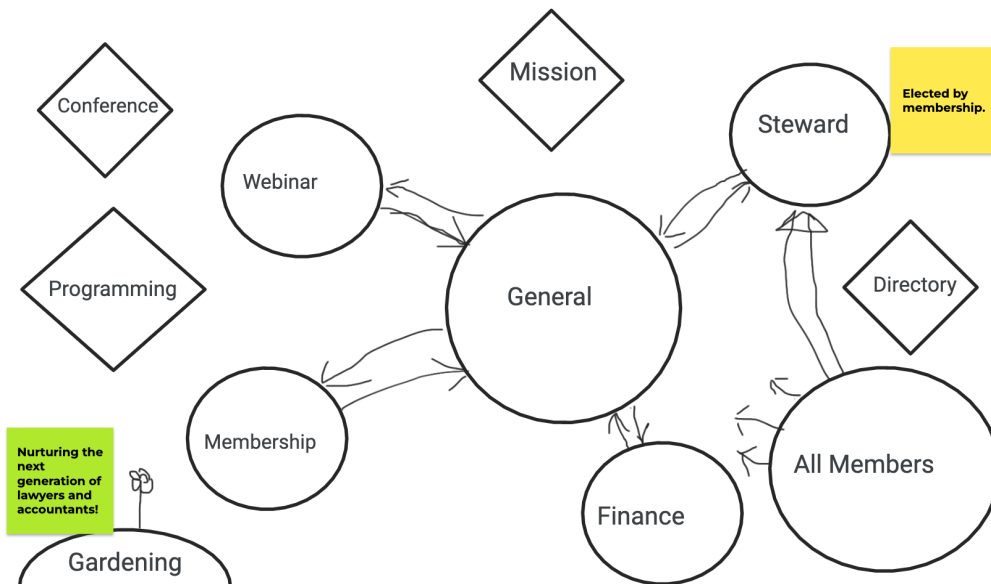 Mission
Conference
Steward
Elected by
membership.
Webinar
Programming
General
Directory
Membership
All Members
Nurturing the
next
generation of
lawyers and
accountants!
Finance
Gardening